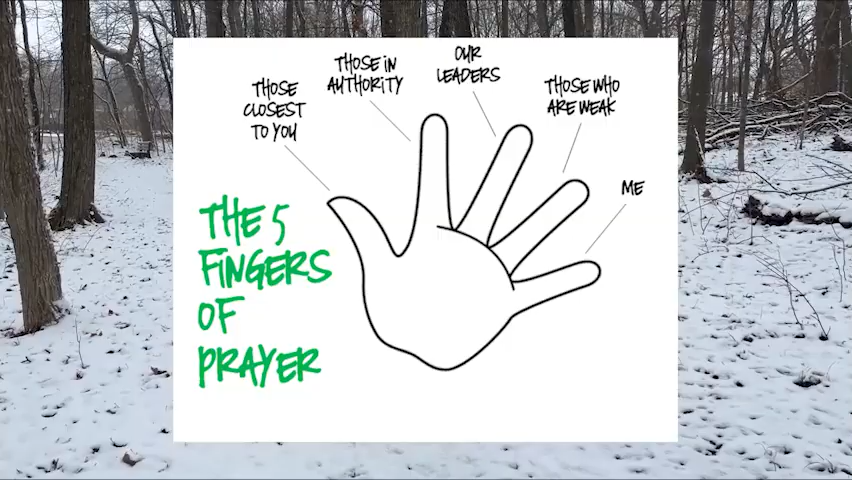 THOSE
CLOSEST
TO YOU
THOSE IN
AUTHORITY
OUR
LEADERS
THOSE WHO
ARE WEAK
ME
THE 5
FINGERS
OF
PRAYER